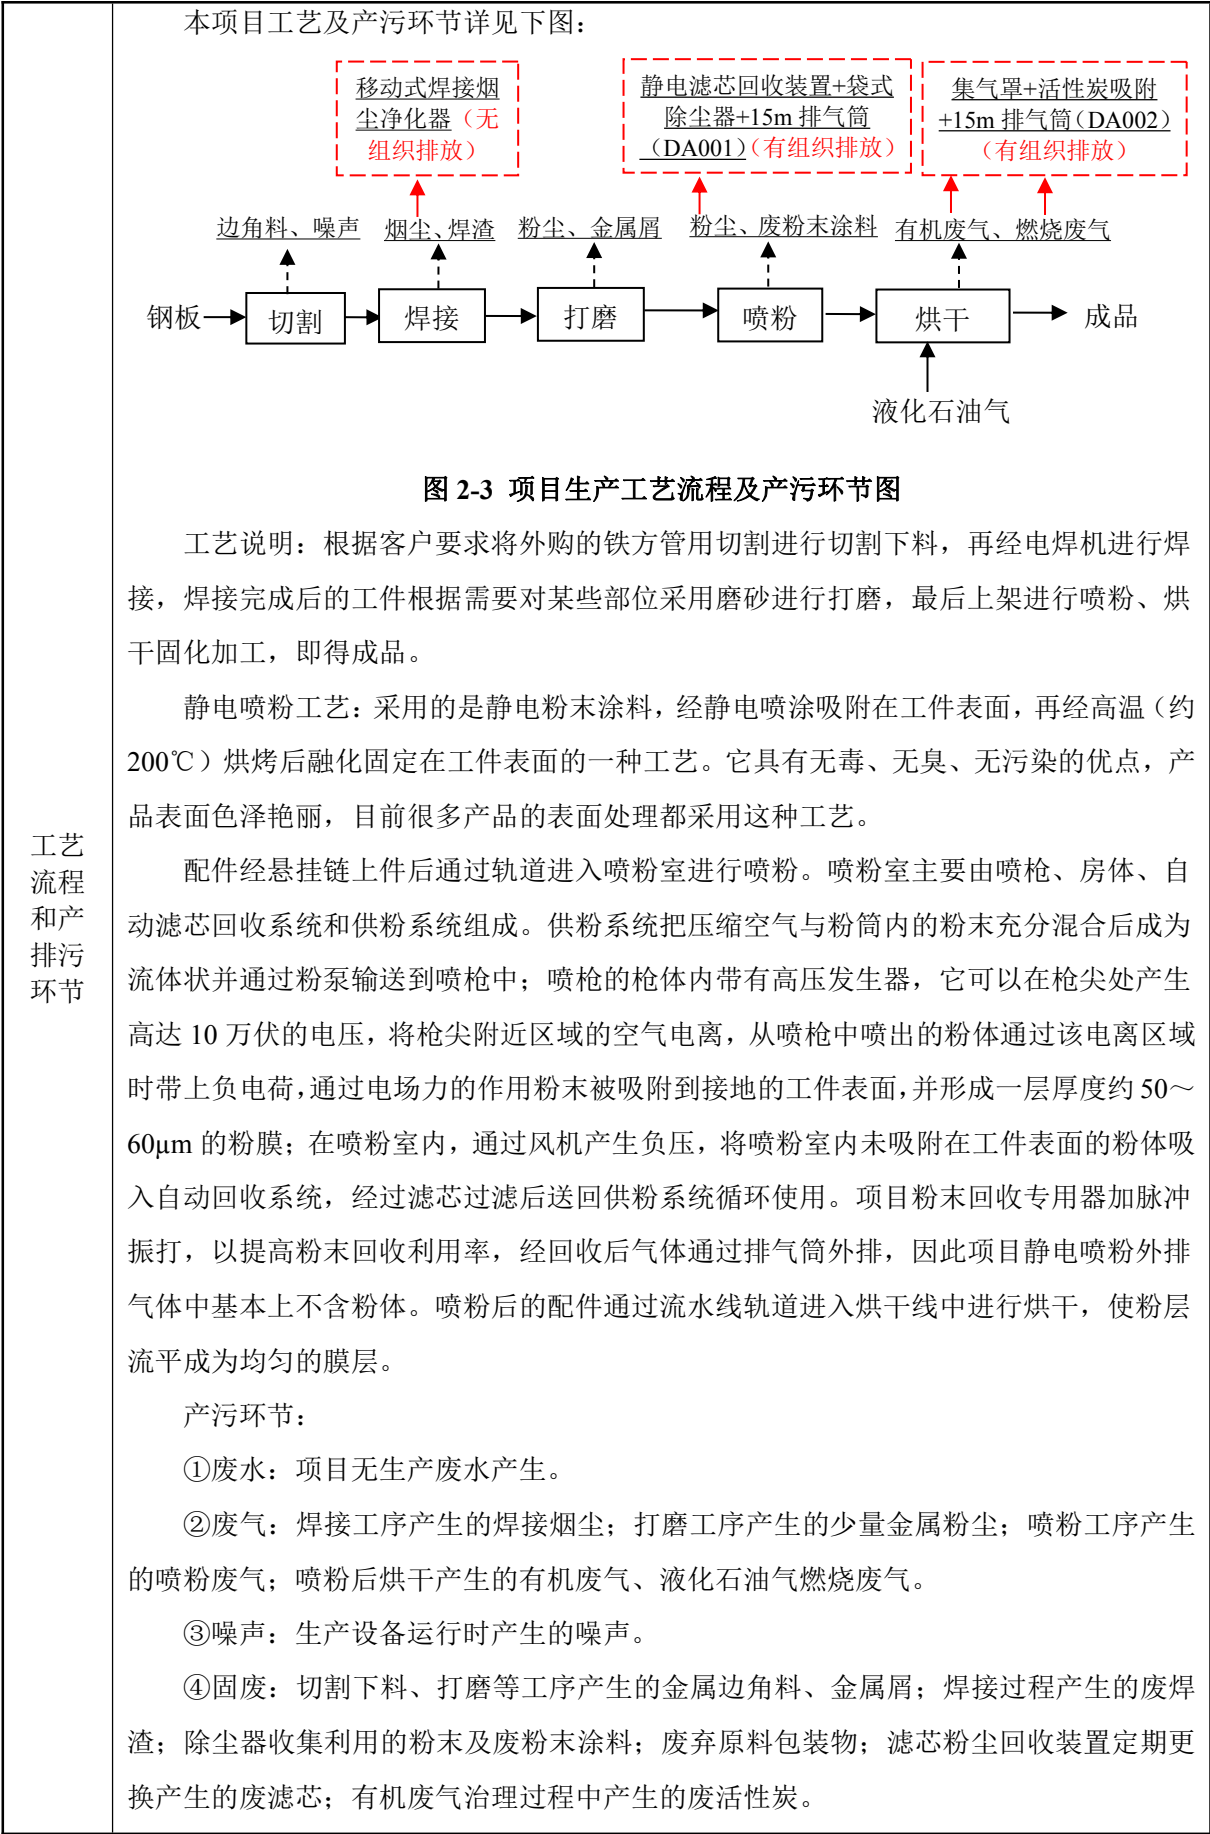 本项目工艺及产污环节详见下图：
移动式焊接烟
尘净化器（无
组织排放）
静电滤芯回收装置+袋式
除尘器+15m 排气筒
（DA001）（有组织排放）
集气罩+活性炭吸附
+15m 排气筒（DA002）
（有组织排放）
边角料、噪声
烟尘、焊渣
粉尘、金属屑
粉尘、废粉末涂料
有机废气、燃烧废气
钢板
切割
焊接
打磨
喷粉
烘干
成品
液化石油气
图 2-3 项目生产工艺流程及产污环节图
工艺说明：根据客户要求将外购的铁方管用切割进行切割下料，再经电焊机进行焊
接，焊接完成后的工件根据需要对某些部位采用磨砂进行打磨，最后上架进行喷粉、烘
干固化加工，即得成品。
静电喷粉工艺：采用的是静电粉末涂料，经静电喷涂吸附在工件表面，再经高温（约
200℃）烘烤后融化固定在工件表面的一种工艺。它具有无毒、无臭、无污染的优点，产
品表面色泽艳丽，目前很多产品的表面处理都采用这种工艺。
工艺
流程
和产
排污
环节
配件经悬挂链上件后通过轨道进入喷粉室进行喷粉。喷粉室主要由喷枪、房体、自
动滤芯回收系统和供粉系统组成。供粉系统把压缩空气与粉筒内的粉末充分混合后成为
流体状并通过粉泵输送到喷枪中；喷枪的枪体内带有高压发生器，它可以在枪尖处产生
高达 10 万伏的电压，将枪尖附近区域的空气电离，从喷枪中喷出的粉体通过该电离区域
时带上负电荷，通过电场力的作用粉末被吸附到接地的工件表面，并形成一层厚度约 50～
60μm 的粉膜；在喷粉室内，通过风机产生负压，将喷粉室内未吸附在工件表面的粉体吸
入自动回收系统，经过滤芯过滤后送回供粉系统循环使用。项目粉末回收专用器加脉冲
振打，以提高粉末回收利用率，经回收后气体通过排气筒外排，因此项目静电喷粉外排
气体中基本上不含粉体。喷粉后的配件通过流水线轨道进入烘干线中进行烘干，使粉层
流平成为均匀的膜层。
产污环节：
①废水：项目无生产废水产生。
②废气：焊接工序产生的焊接烟尘；打磨工序产生的少量金属粉尘；喷粉工序产生
的喷粉废气；喷粉后烘干产生的有机废气、液化石油气燃烧废气。
③噪声：生产设备运行时产生的噪声。
④固废：切割下料、打磨等工序产生的金属边角料、金属屑；焊接过程产生的废焊
渣；除尘器收集利用的粉末及废粉末涂料；废弃原料包装物；滤芯粉尘回收装置定期更
换产生的废滤芯；有机废气治理过程中产生的废活性炭。